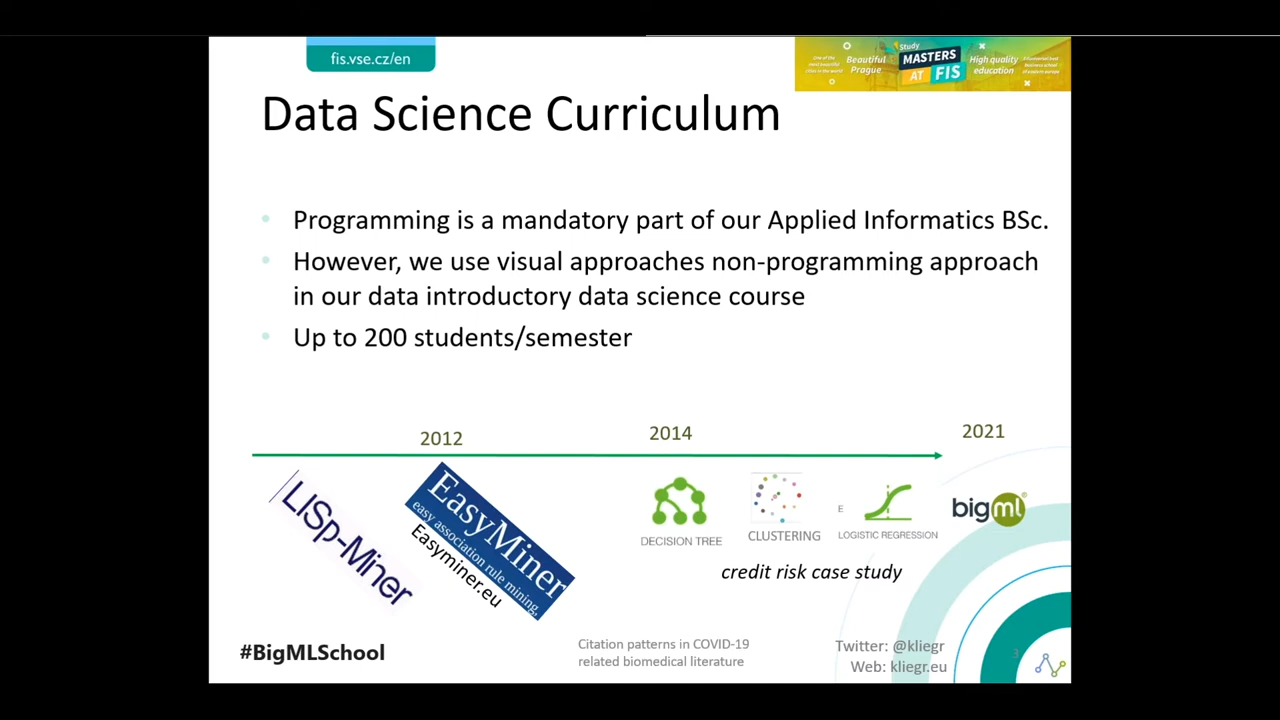 fis.vse.cz/en
One of the
most beautiful
cities in the world
Beautiful
Prague
Study
MASTERS
AT FIS
High quality
education
Data Science Curriculum
Programming is a mandatory part of our Applied Informatics BSc.
However, we use visual approaches non-programming approach
in our data introductory data science course
Up to 200 students/semester
2012
2014
2021
LISp-Miner
EasyMiner
easy association rule mining.
Easyminer.eu
DECISION TREE
CLUSTERING
E
LOGISTIC REGRESSION
bigml
credit risk case study
#BigMLSchool
Citation patterns in COVID-19
related biomedical literature
Twitter: @kliegr
Web: kliegr.eu
3